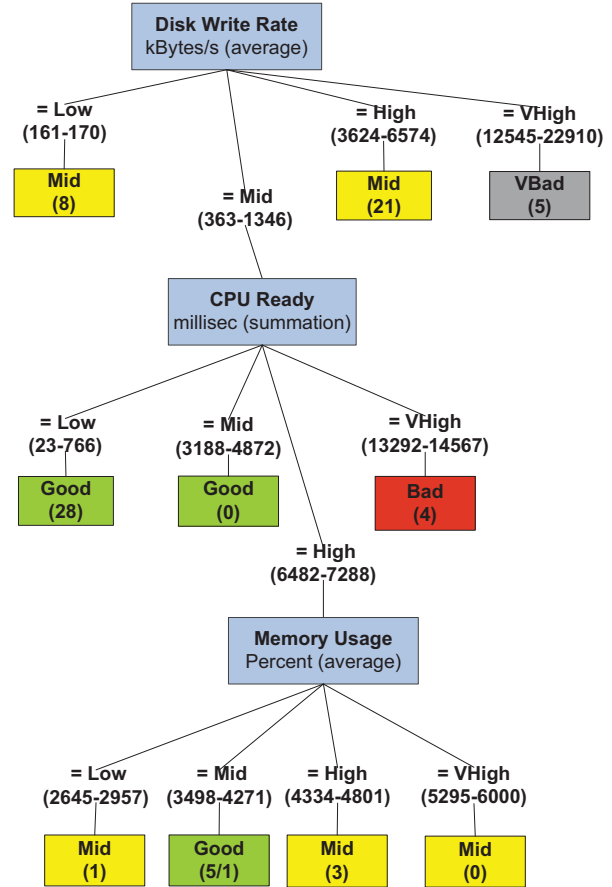 Disk Write Rate
kBytes/s (average)
= Low
(161-170)
= High
(3624-6574)
= VHigh
(12545-22910)
Mid
(8)
= Mid
(363-1346)
Mid
(21)
VBad
(5)
CPU Ready
millisec (summation)
= Low
(23-766)
= Mid
(3188-4872)
= VHigh
(13292-14567)
Good
(28)
Good
(0)
Bad
(4)
= High
(6482-7288)
Memory Usage
Percent (average)
= Low
(2645-2957)
= Mid
(3498-4271)
= High
(4334-4801)
= VHigh
(5295-6000)
Mid
(1)
Good
(5/1)
Mid
(3)
Mid
(0)